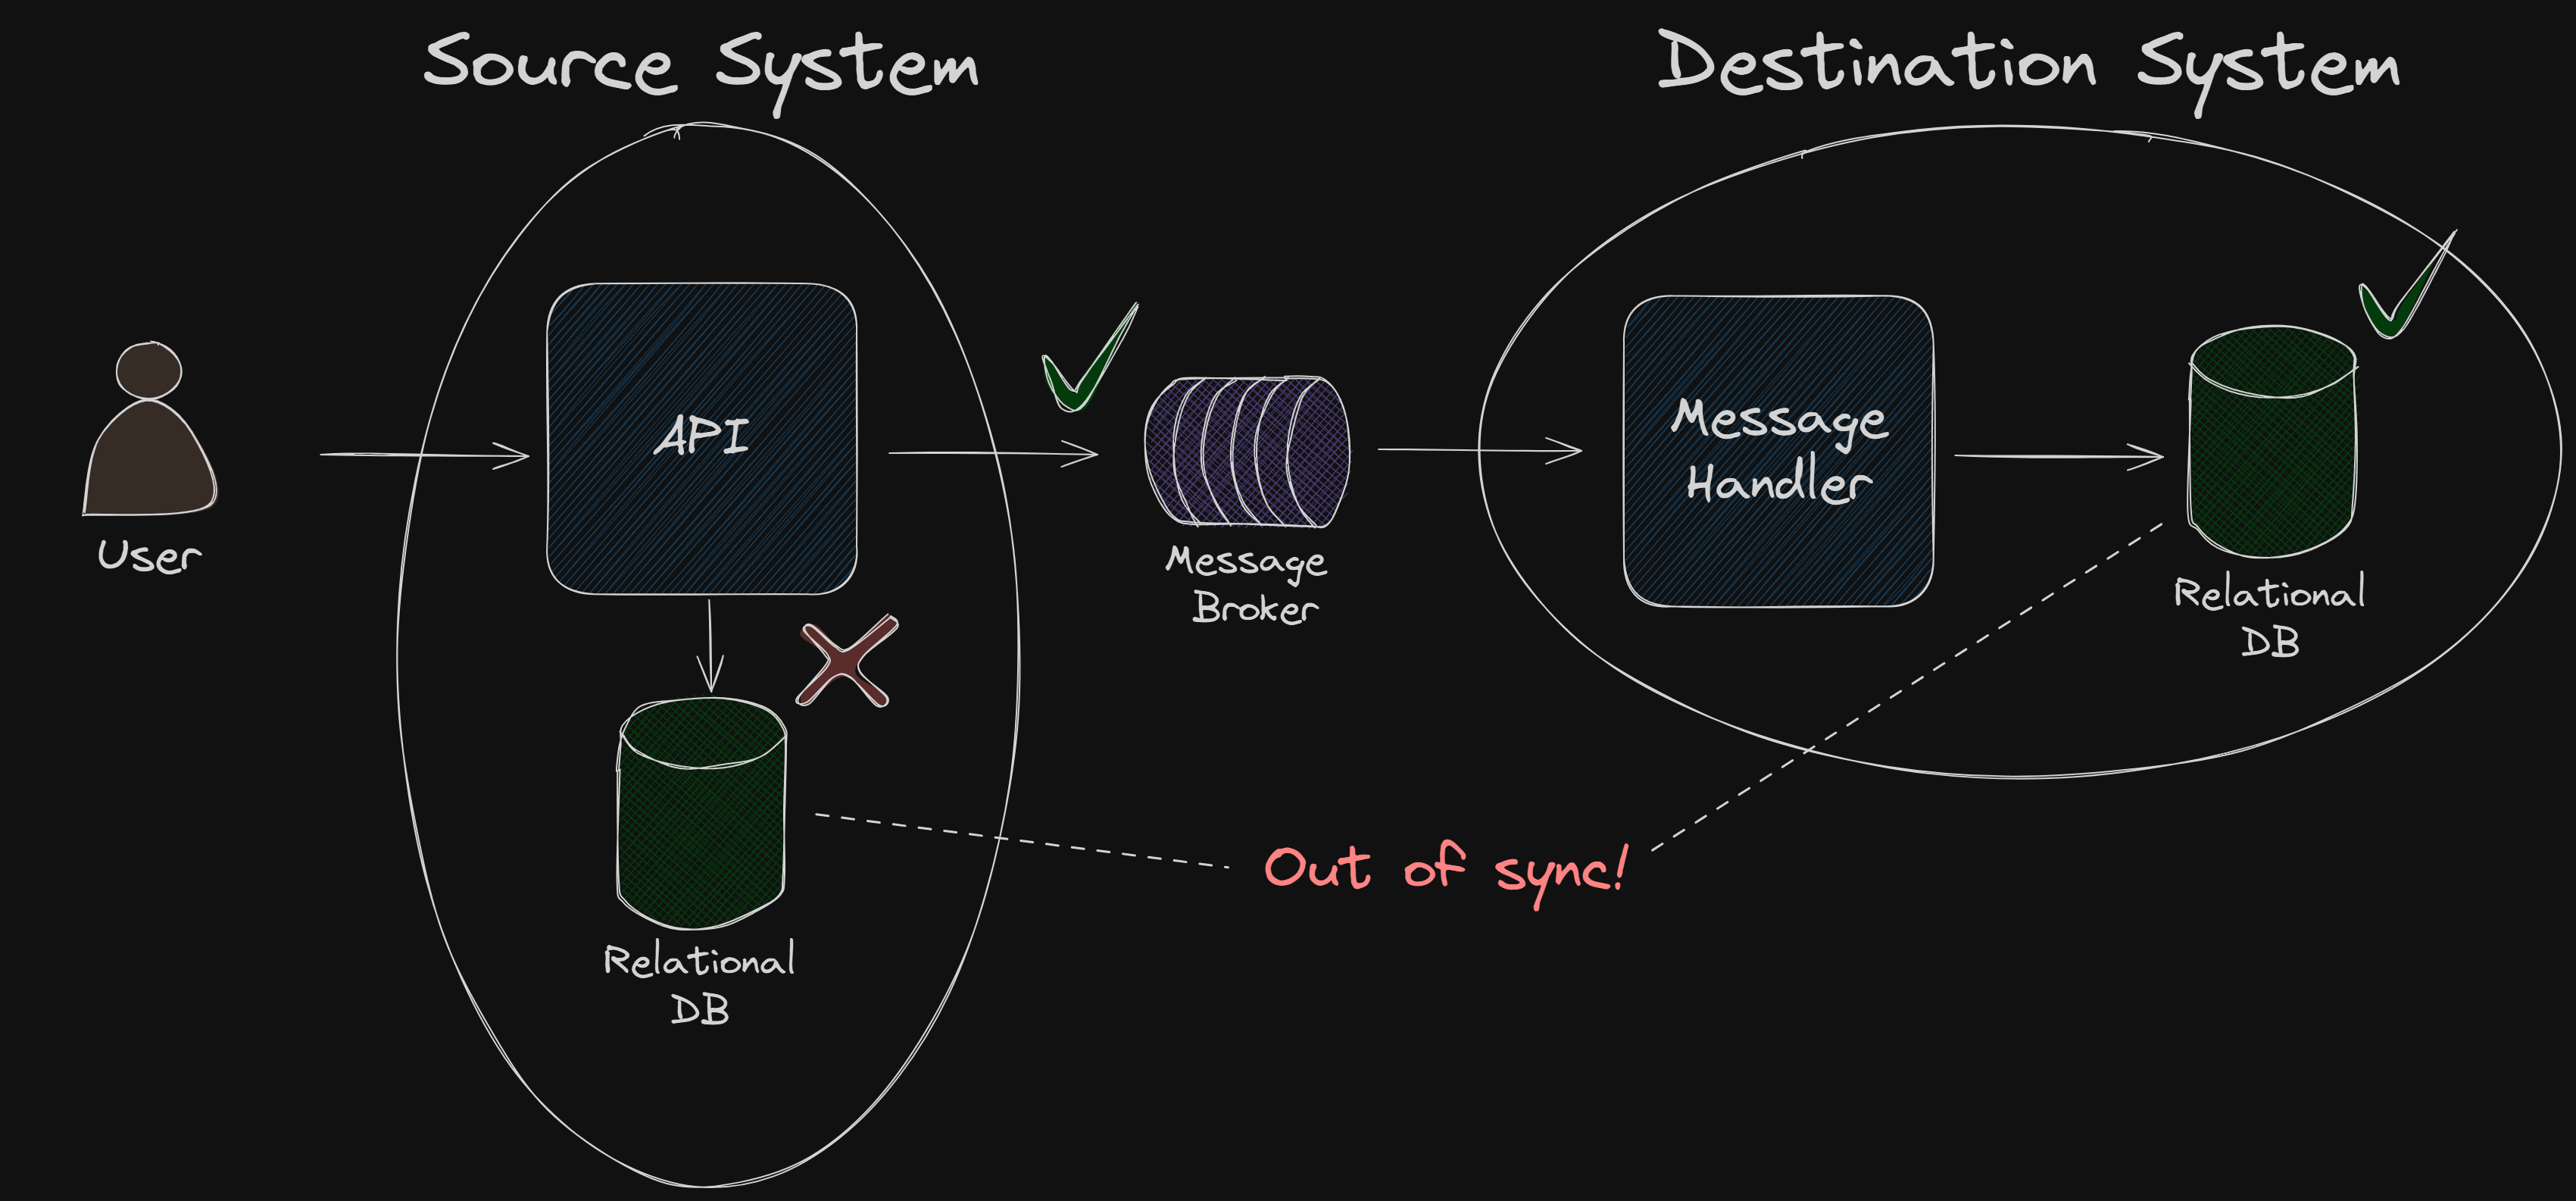 Source System
Destination System
API
Message
Handler
User
Message
Broker
Relational
DB
Out of sync!
Relational
DB